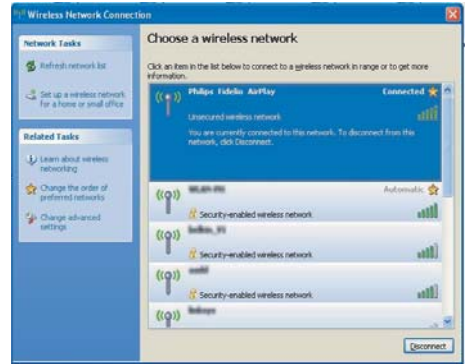 Wireless Network Connection
Network Tasks
Refresh network list
Set up a wireless network
for a home or small office
Related Tasks
Learn about wireless
networking
Change the order of
preferred networks
Change advanced
settings
Choose a wireless network
Click an item in the list below to connect to a wireless network in range or to get more
information.
Philips Fidelio AirPlay
Connected
Unsecured wireless network
You are currently connected to this network. To disconnect from this
network, click Disconnect.
Automatic
Security-enabled wireless network
Security-enabled wireless network
Security-enabled wireless network
Disconnect